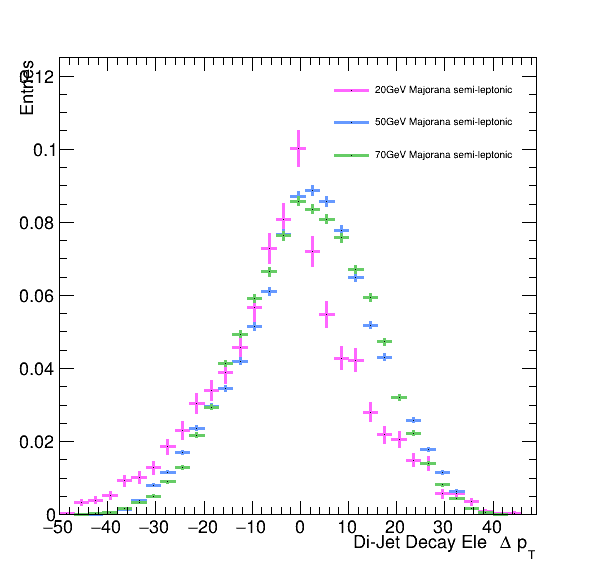 Entries
0.12
20GeV Majorana semi-leptonic
50GeV Majorana semi-leptonic
70GeV Majorana semi-leptonic
0.1
0.08
0.06
0.04
0.02
0
−50 −40 −30 −20 −10 0 10 20 30 40
Di-Jet Decay Ele Δ pT